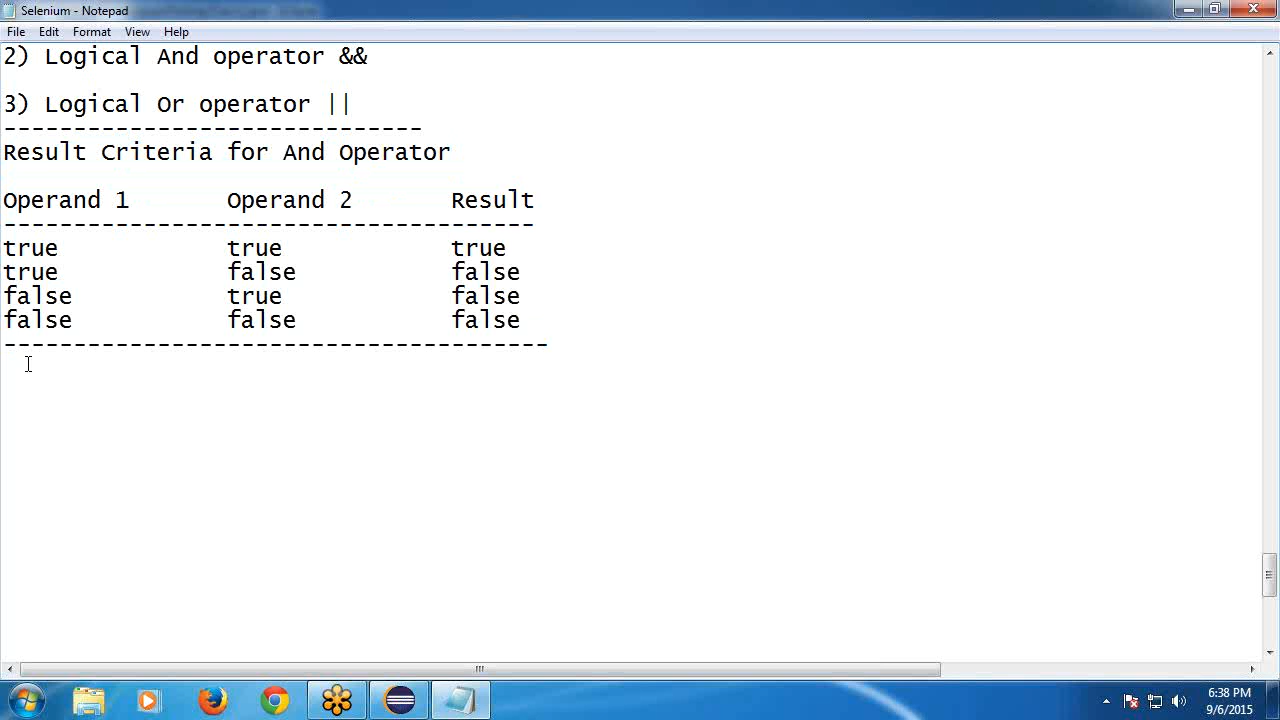 Selenium - Notepad
File Edit Format View Help
2) Logical And operator &&
3) Logical Or operator ||
------------------------------
Result Criteria for And Operator
Operand 1 Operand 2 Result
--------------------------------------
true true true
true false false
false true false
false false false
---------------------------------------
6:38 PM
9/6/2015